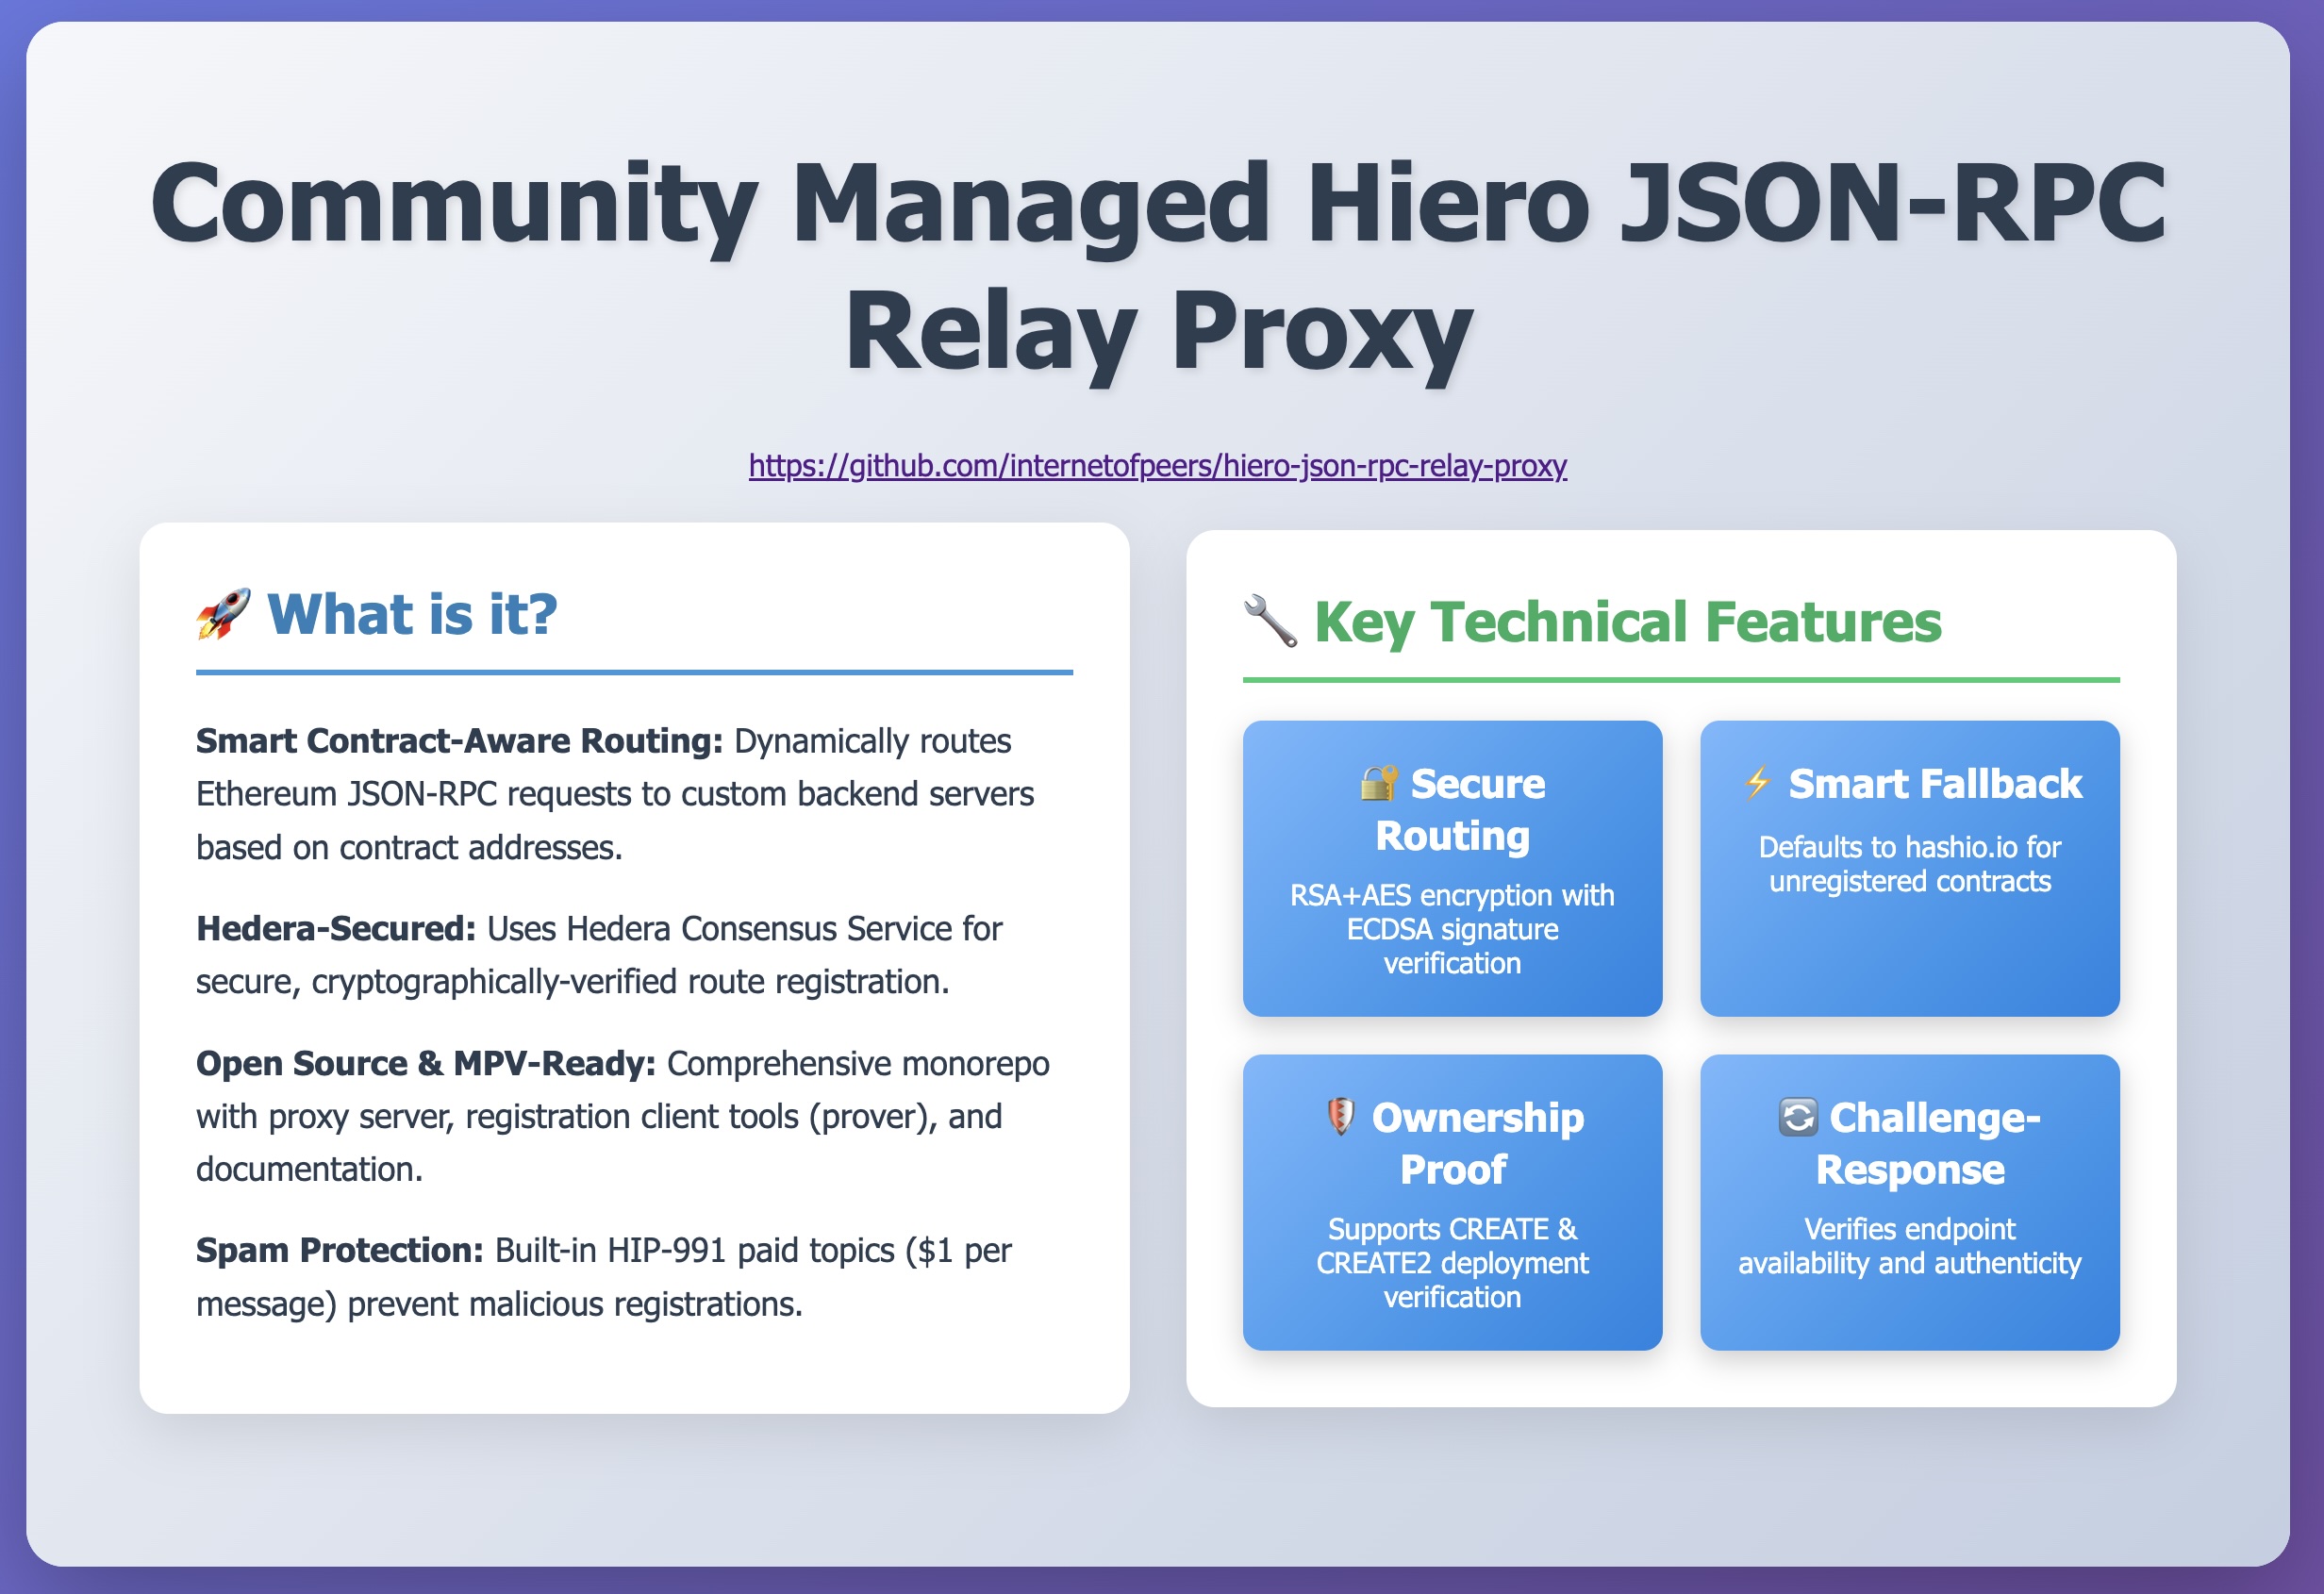 Community Managed Hiero JSON-RPC
Relay Proxy
https://github.com/internetofpeers/hiero-json-rpc-relay-proxy
🚀 What is it?
Smart Contract-Aware Routing: Dynamically routes
Ethereum JSON-RPC requests to custom backend servers
based on contract addresses.
Hedera-Secured: Uses Hedera Consensus Service for
secure, cryptographically-verified route registration.
Open Source & MPV-Ready: Comprehensive monorepo
with proxy server, registration client tools (prover), and
documentation.
Spam Protection: Built-in HIP-991 paid topics ($1 per
message) prevent malicious registrations.
🔧 Key Technical Features
🔐 Secure
Routing
RSA+AES encryption with
ECDSA signature
verification
⚡ Smart Fallback
Defaults to hashio.io for
unregistered contracts
🛡️ Ownership
Proof
Supports CREATE &
CREATE2 deployment
verification
🔄 Challenge-
Response
Verifies endpoint
availability and authenticity